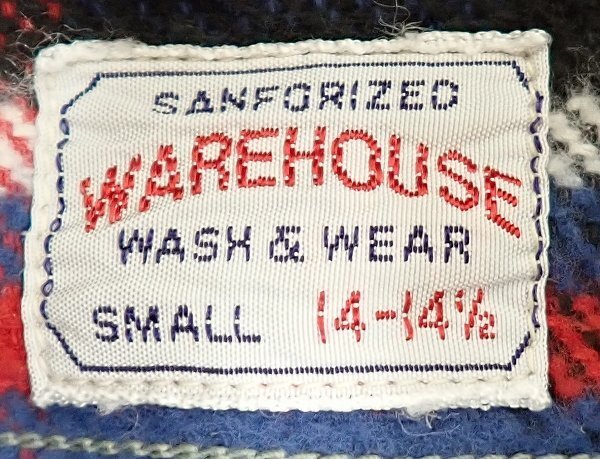 SANFORIZED
WAREHOUSE
WASH & WEAR
SMALL 14-14½